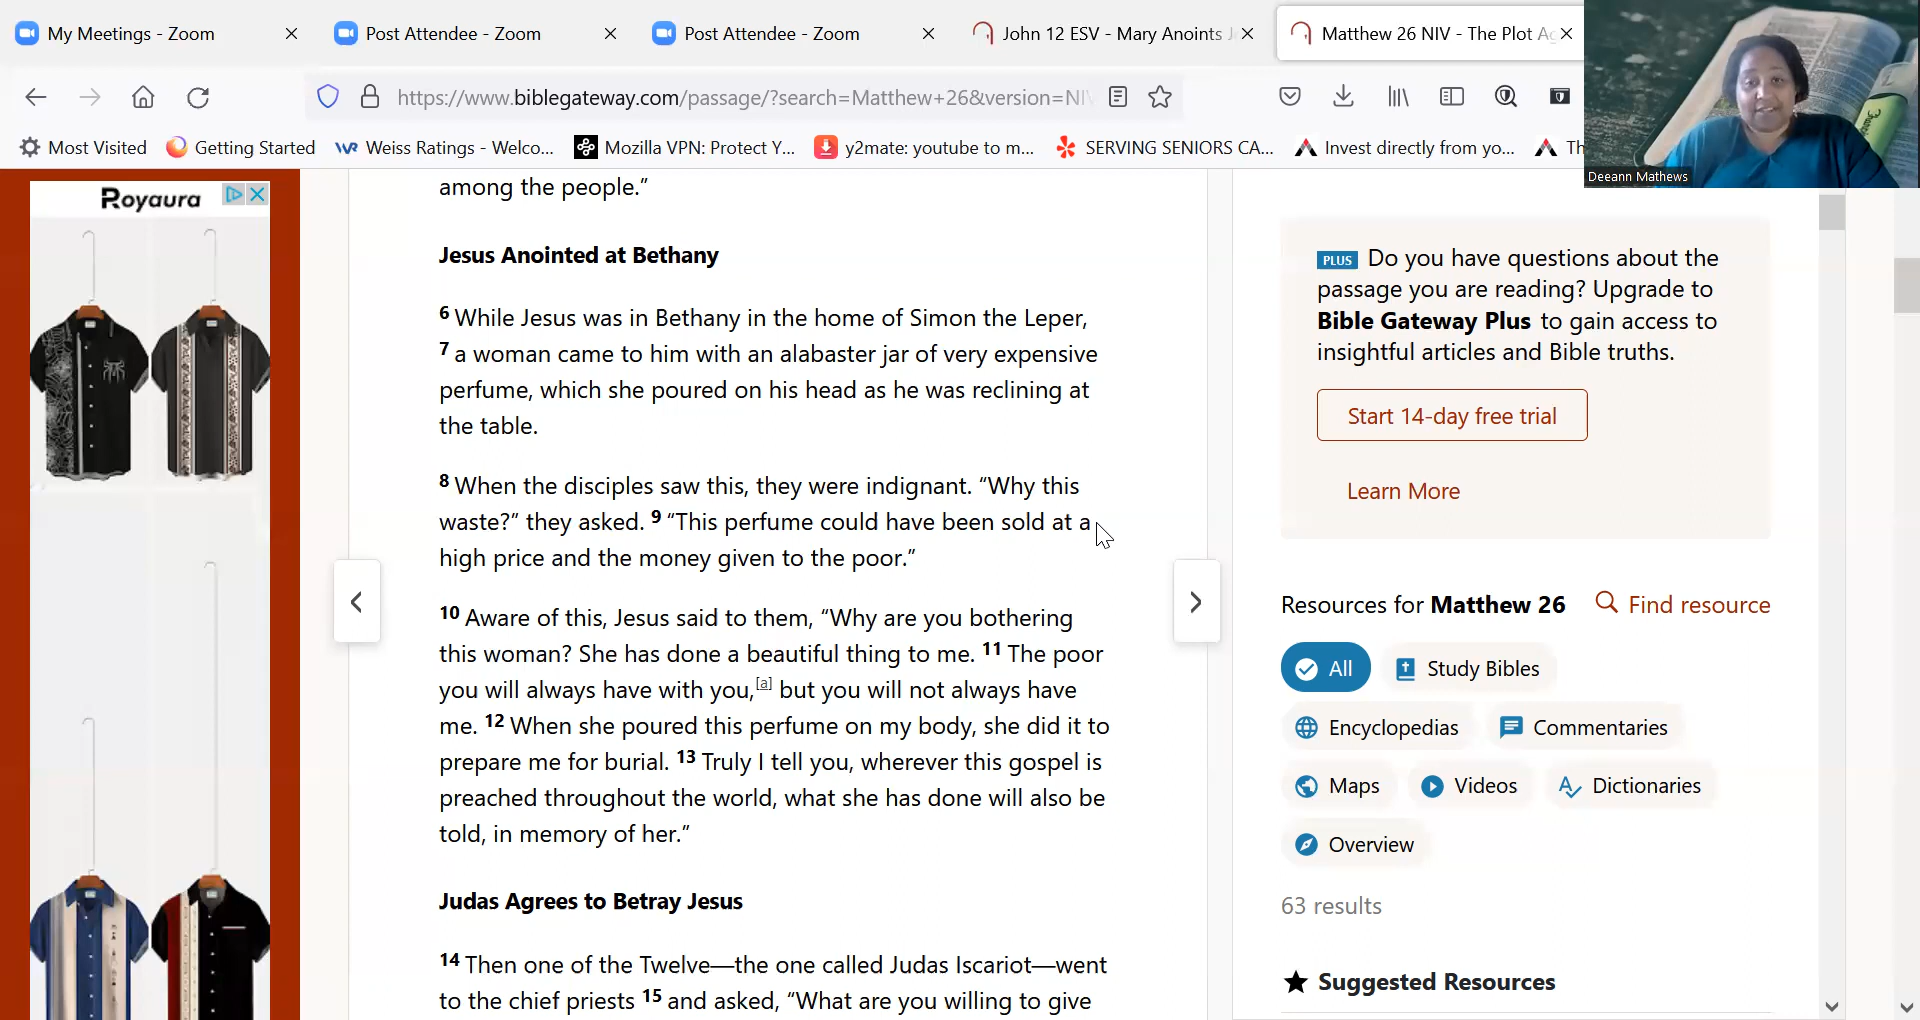 My Meetings - Zoom
Post Attendee - Zoom
Post Attendee - Zoom
John 12 ESV - Mary Anoints
Matthew 26 NIV - The Plot
https://www.biblegateway.com/passage/?search=Matthew+26&version=NI
Most Visited
Getting Started
Weiss Ratings - Welco...
Mozilla VPN: Protect Y...
y2mate: youtube to m...
SERVING SENIORS CA...
Invest directly from yo...
Deeann Mathews
Royaura
among the people.”
Jesus Anointed at Bethany
6 While Jesus was in Bethany in the home of Simon the Leper,
7 a woman came to him with an alabaster jar of very expensive
perfume, which she poured on his head as he was reclining at
the table.
8 When the disciples saw this, they were indignant. “Why this
waste?” they asked. 9 “This perfume could have been sold at a
high price and the money given to the poor.”
10 Aware of this, Jesus said to them, “Why are you bothering
this woman? She has done a beautiful thing to me. 11 The poor
you will always have with you,[a] but you will not always have
me. 12 When she poured this perfume on my body, she did it to
prepare me for burial. 13 Truly I tell you, wherever this gospel is
preached throughout the world, what she has done will also be
told, in memory of her.”
Judas Agrees to Betray Jesus
14 Then one of the Twelve—the one called Judas Iscariot—went
to the chief priests 15 and asked, “What are you willing to give
PLUS Do you have questions about the
passage you are reading? Upgrade to
Bible Gateway Plus to gain access to
insightful articles and Bible truths.
Start 14-day free trial
Learn More
Resources for Matthew 26
Find resource
All
Study Bibles
Encyclopedias
Commentaries
Maps
Videos
Dictionaries
Overview
63 results
Suggested Resources